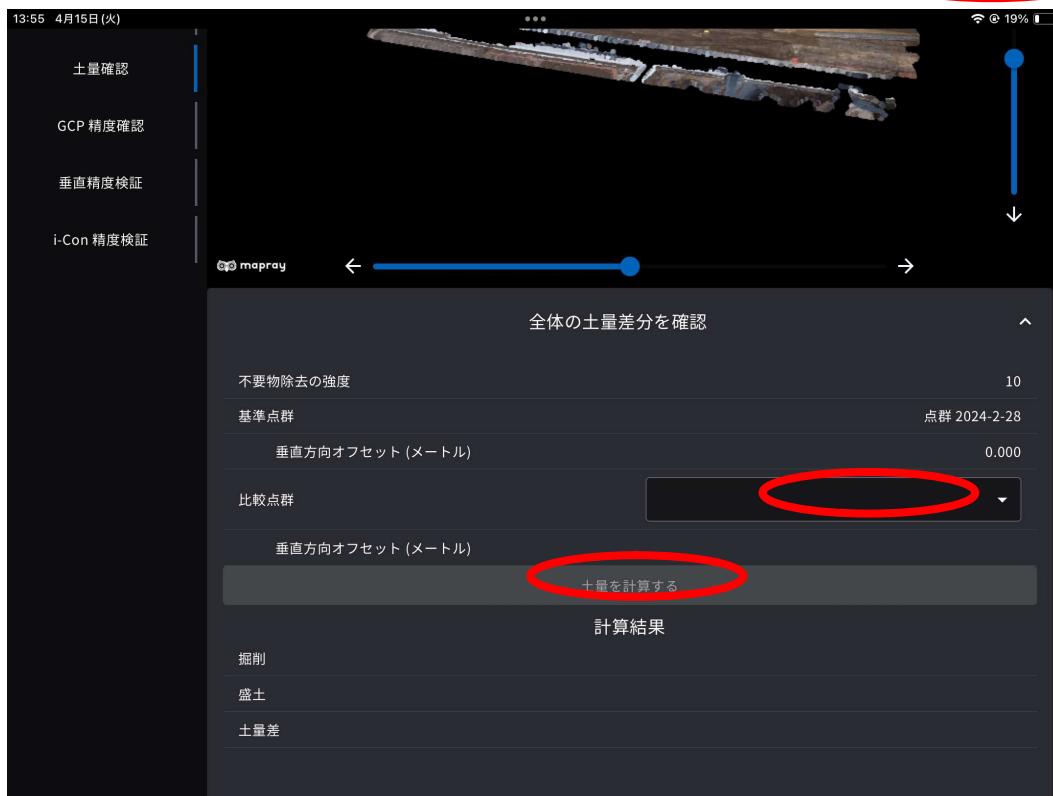 13:55 4月15日(火)
19%
土量確認
GCP 精度確認
垂直精度検証
i-Con 精度検証
mapray
全体の土量差分を確認
不要物除去の強度 10
基準点群 点群 2024-2-28
垂直方向オフセット (メートル) 0.000
比較点群
垂直方向オフセット (メートル)
土量を計算する
計算結果
掘削
盛土
土量差